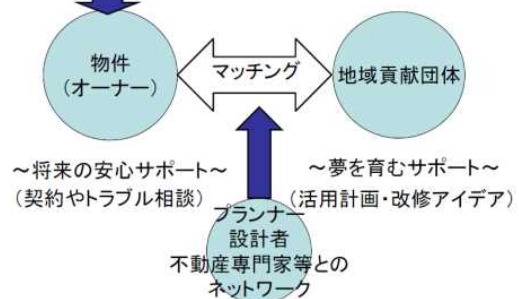 物件
(オーナー)
マッチング
地域貢献団体
～将来の安心サポート～
(契約やトラブル相談)
～夢を育むサポート～
(活用計画・改修アイデア)
プランナー
設計者
不動産専門家等との
ネットワーク